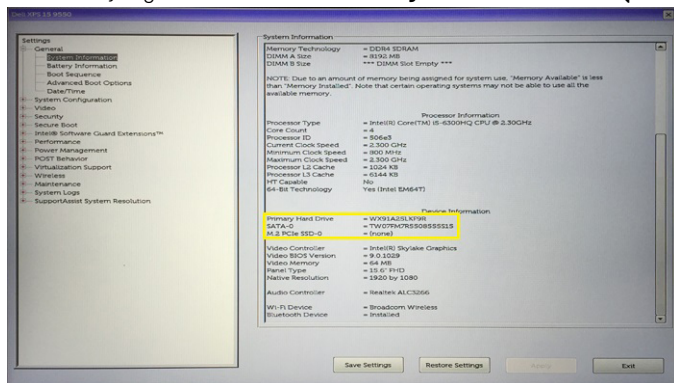 Dell XPS 15 9550
Settings
General
System Information
Battery Information
Boot Sequence
Advanced Boot Options
Date/Time
System Configuration
Video
Security
Secure Boot
Intel® Software Guard Extensions™
Performance
Power Management
POST Behavior
Virtualization Support
Wireless
Maintenance
System Logs
SupportAssist System Resolution
System Information
Memory Technology = DDR4 SDRAM
DIMM A Size = 8192 MB
DIMM B Size *** DIMM Slot Empty ***
NOTE: Due to an amount of memory being assigned for system use, "Memory Available" is less
than "Memory Installed". Note that certain operating systems may not be able to use all the
available memory.
Processor Information
Processor Type = Intel(R) Core(TM) i5-6300HQ CPU @ 2.30GHz
Core Count = 4
Processor ID = 506e3
Current Clock Speed = 2.300 GHz
Minimum Clock Speed = 800 MHz
Maximum Clock Speed = 2.300 GHz
Processor L2 Cache = 1024 KB
Processor L3 Cache = 6144 KB
HT Capable No
64-Bit Technology Yes (Intel EM64T)
Device Information
Primary Hard Drive = WX91A25LKP9R
SATA-0
M.2 PCIe SSD-0 = (none)
Video Controller = Intel(R) Skylake Graphics
Video BIOS Version = 9.0.1029
Video Memory = 64 MB
Panel Type = 15.6" FHD
Native Resolution = 1920 by 1080
Audio Controller = Realtek ALC3266
Wi-Fi Device = Broadcom Wireless
Bluetooth Device = Installed
Save Settings
Restore Settings
Apply
Exit